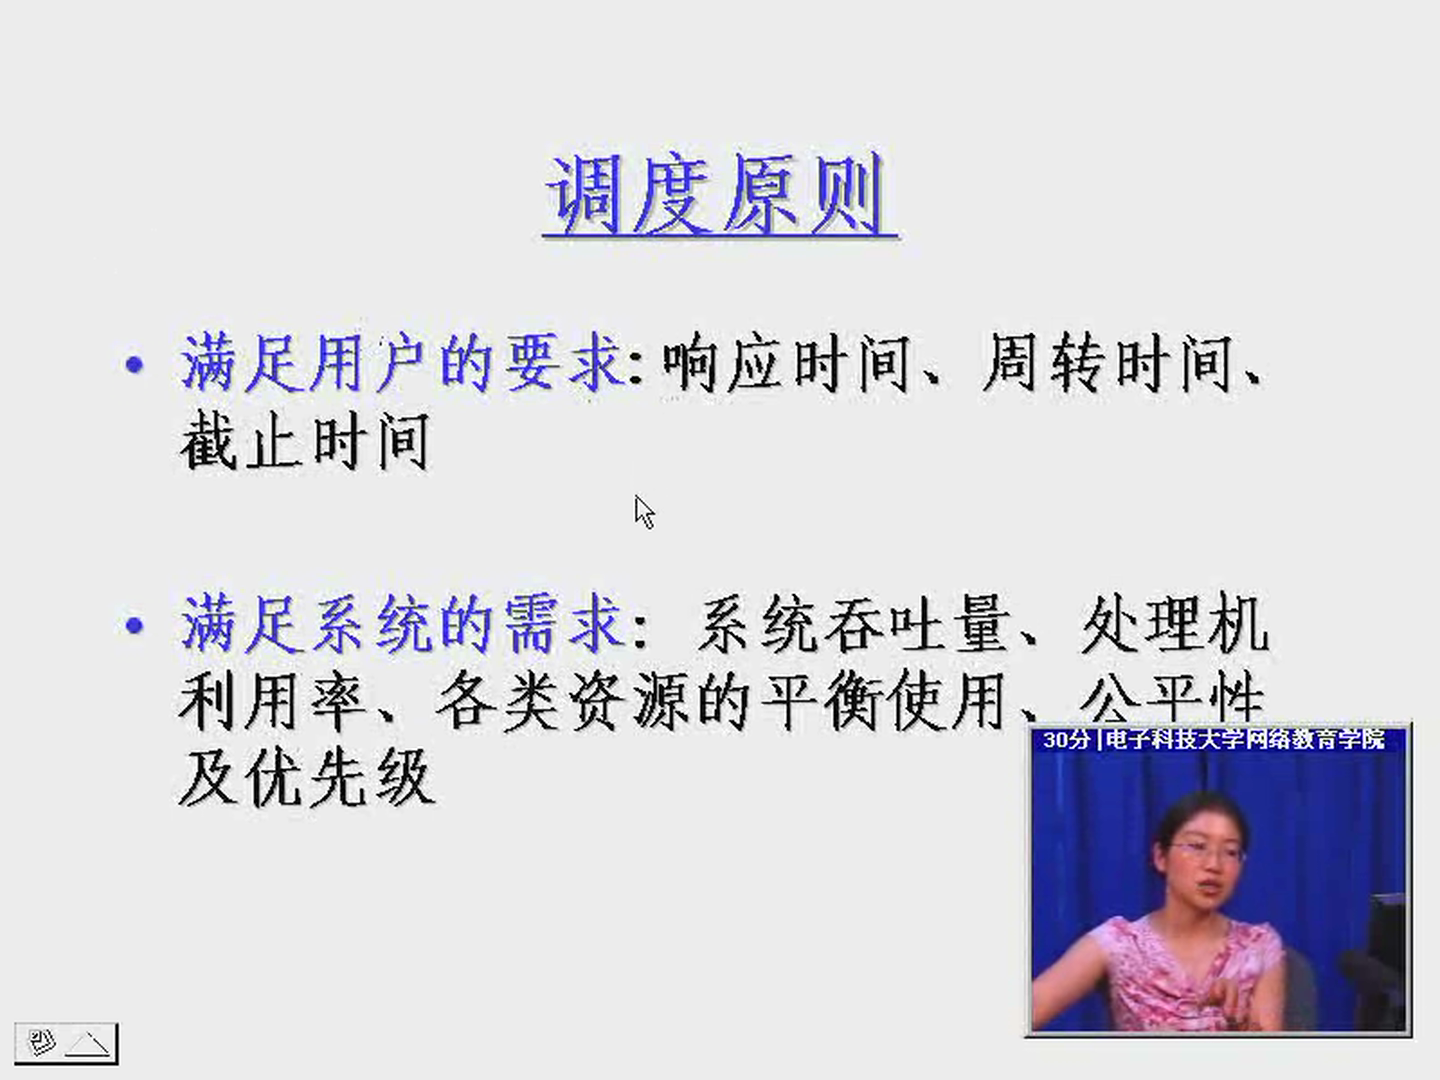 调度原则
• 满足用户的要求: 响应时间、周转时间、
截止时间
• 满足系统的需求: 系统吞吐量、处理机
利用率、各类资源的平衡使用、公平性
及优先级
30分|电子科技大学网络教育学院